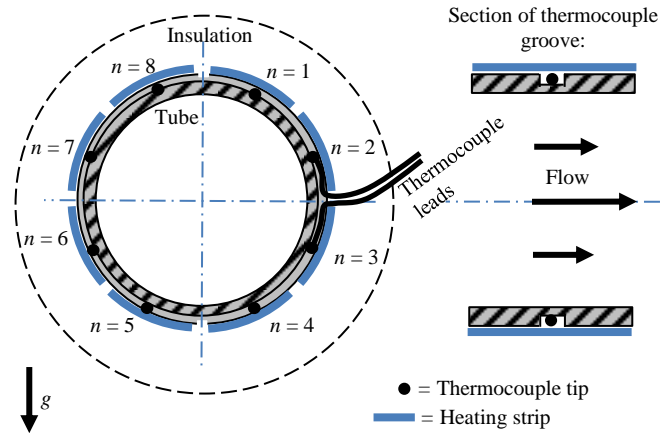 Section of thermocouple
groove:
Insulation
n = 8
n = 1
Tube
n = 7
n = 2
Thermocouple
leads
Flow
n = 6
n = 3
n = 5
n = 4
g
= Thermocouple tip
= Heating strip